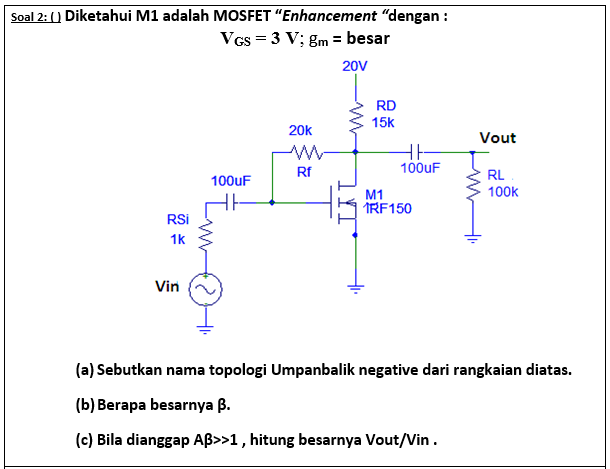 Soal 2: ( ) Diketahui M1 adalah MOSFET “Enhancement “dengan :
VGS = 3 V; gm = besar
20V
RD
15k
20k
Rf
Vout
100uF
100uF
RL
100k
M1
IRF150
RSi
1k
Vin
(a) Sebutkan nama topologi Umpanbalik negative dari rangkaian diatas.
(b) Berapa besarnya β.
(c) Bila dianggap Aβ>>1 , hitung besarnya Vout/Vin .